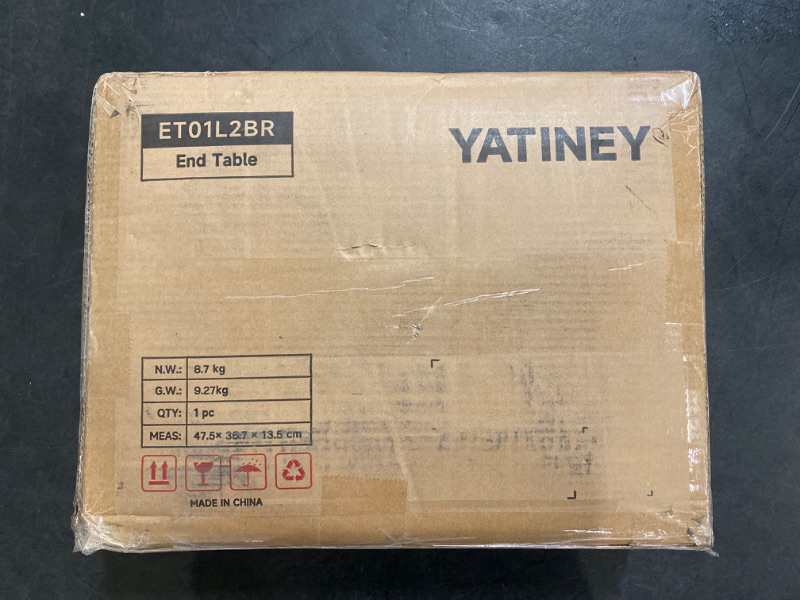 ET01L2BR
End Table
YATINEY
N.W.: 8.7 kg
G.W.: 9.27kg
QTY: 1 pc
MEAS: 47.5× 36.7 × 13.5 cm
MADE IN CHINA